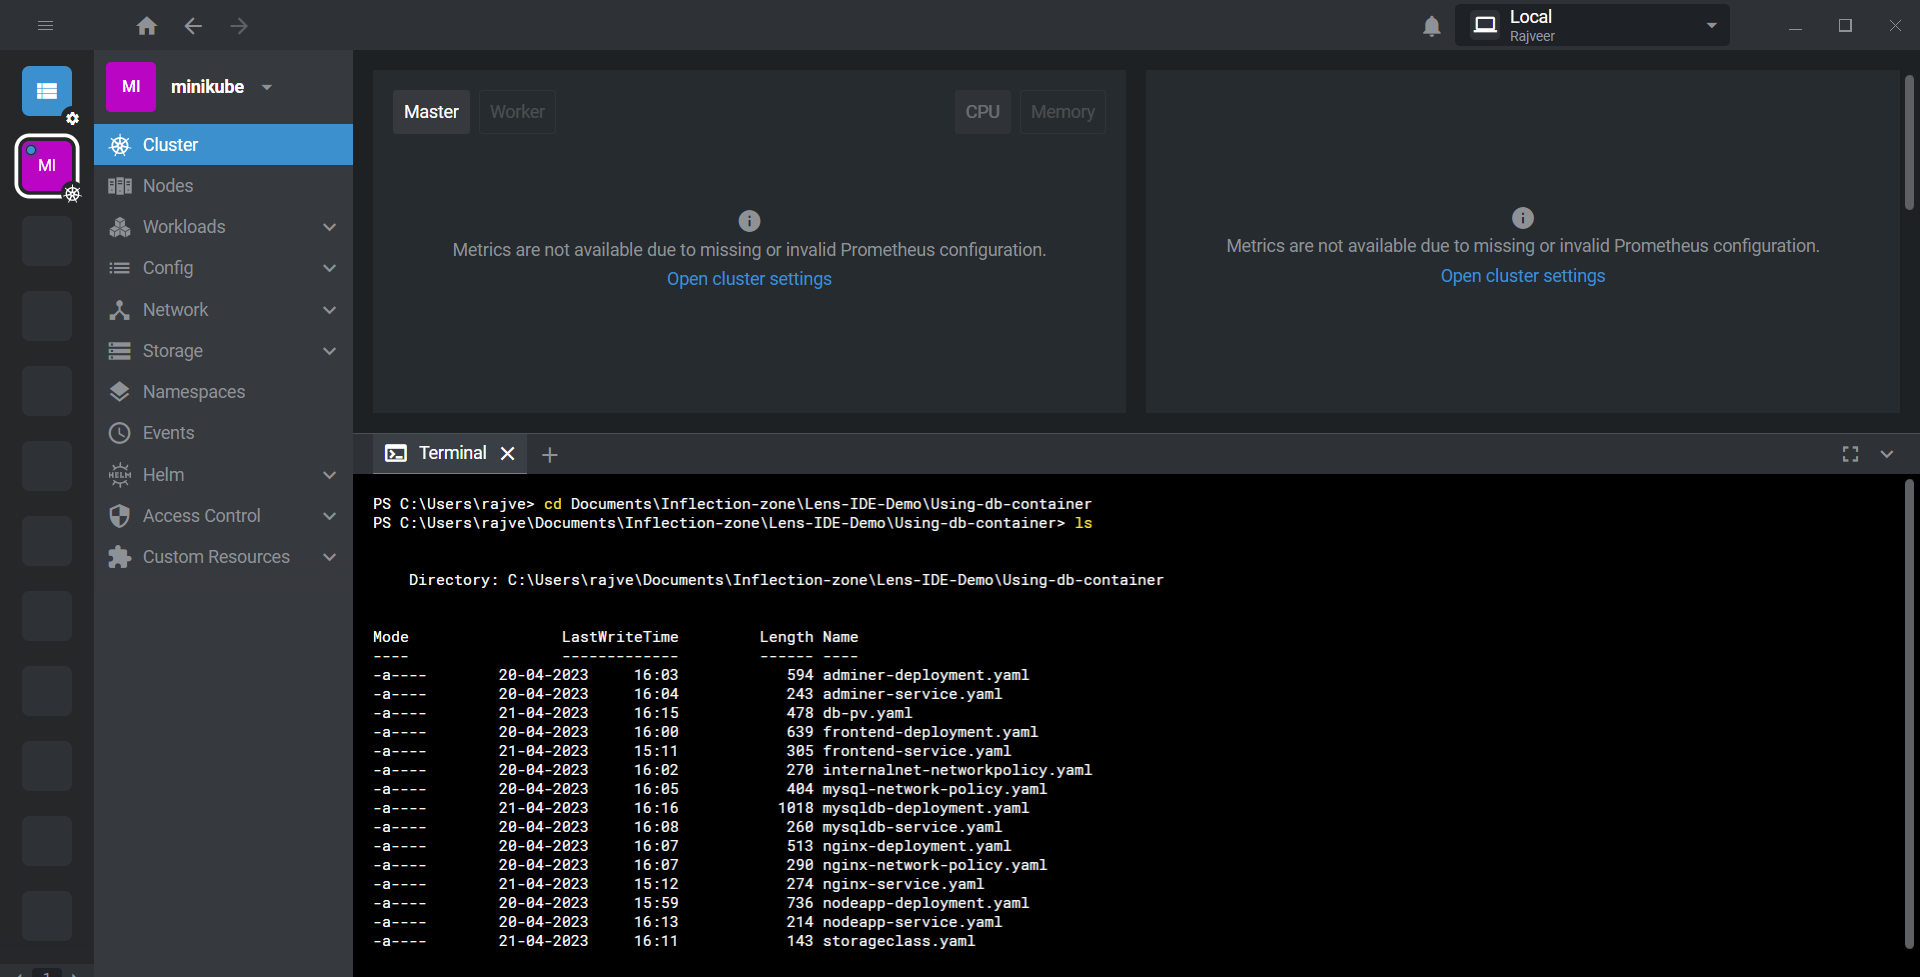 Local
Rajveer
MI minikube
MI
Cluster
Nodes
Workloads
Config
Network
Storage
Namespaces
Events
HELM Helm
Access Control
Custom Resources
1
Master Worker CPU Memory
Metrics are not available due to missing or invalid Prometheus configuration.
Open cluster settings
Metrics are not available due to missing or invalid Prometheus configuration.
Open cluster settings
Terminal
PS C:\Users\rajve> cd Documents\Inflection-zone\Lens-IDE-Demo\Using-db-container
PS C:\Users\rajve\Documents\Inflection-zone\Lens-IDE-Demo\Using-db-container> ls
Directory: C:\Users\rajve\Documents\Inflection-zone\Lens-IDE-Demo\Using-db-container
Mode LastWriteTime Length Name
---- ------------- ------ ----
-a---- 20-04-2023 16:03 594 adminer-deployment.yaml
-a---- 20-04-2023 16:04 243 adminer-service.yaml
-a---- 21-04-2023 16:15 478 db-pv.yaml
-a---- 20-04-2023 16:00 639 frontend-deployment.yaml
-a---- 21-04-2023 15:11 305 frontend-service.yaml
-a---- 20-04-2023 16:02 270 internalnet-networkpolicy.yaml
-a---- 20-04-2023 16:05 404 mysql-network-policy.yaml
-a---- 21-04-2023 16:16 1018 mysqldb-deployment.yaml
-a---- 20-04-2023 16:08 260 mysqldb-service.yaml
-a---- 20-04-2023 16:07 513 nginx-deployment.yaml
-a---- 20-04-2023 16:07 290 nginx-network-policy.yaml
-a---- 21-04-2023 15:12 274 nginx-service.yaml
-a---- 20-04-2023 15:59 736 nodeapp-deployment.yaml
-a---- 20-04-2023 16:13 214 nodeapp-service.yaml
-a---- 21-04-2023 16:11 143 storageclass.yaml